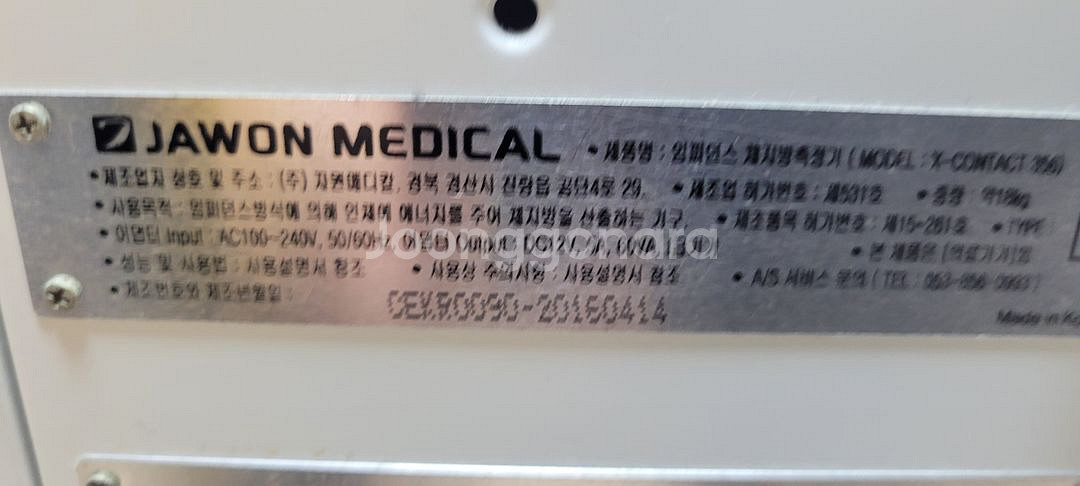 JAWON MEDICAL • 제품명 : 임피던스 체지방측정기 ( MODEL : X-CONTACT 356)
• 제조업자 상호 및 주소 : (주) 자원메디칼, 경북 경산시 진량읍 공단4로 29. • 제조업 허가번호 : 제531호 • 중량 : 약18kg
• 사용목적 : 임피던스방식에 의해 인체에 에너지를 주어 체지방을 산출하는 기구. • 제조품목 허가번호 : 제15-261호 • TYPE :
• 어댑터 Input : AC100~240V, 50/60Hz, 어댑터 Output : DC12V, 5A, 60VA, • 본 제품은 (의료기기)임
• 성능 및 사용법 : 사용설명서 참조 • 사용상 주의사항 : 사용설명서 참조 • A/S 서비스 문의 ( TEL : 053-856-
• 제조번호와 제조년월일 : -20160414
Made in
Joonggonara